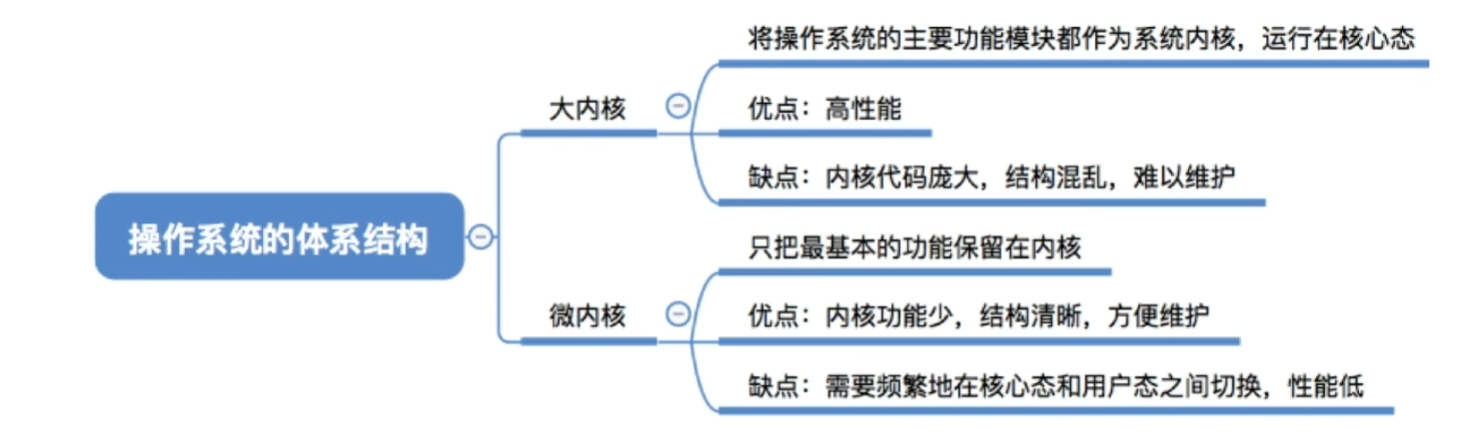 操作系统的体系结构
大内核
将操作系统的主要功能模块都作为系统内核，运行在核心态
优点：高性能
缺点：内核代码庞大，结构混乱，难以维护
微内核
只把最基本的功能保留在内核
优点：内核功能少，结构清晰，方便维护
缺点：需要频繁地在核心态和用户态之间切换，性能低